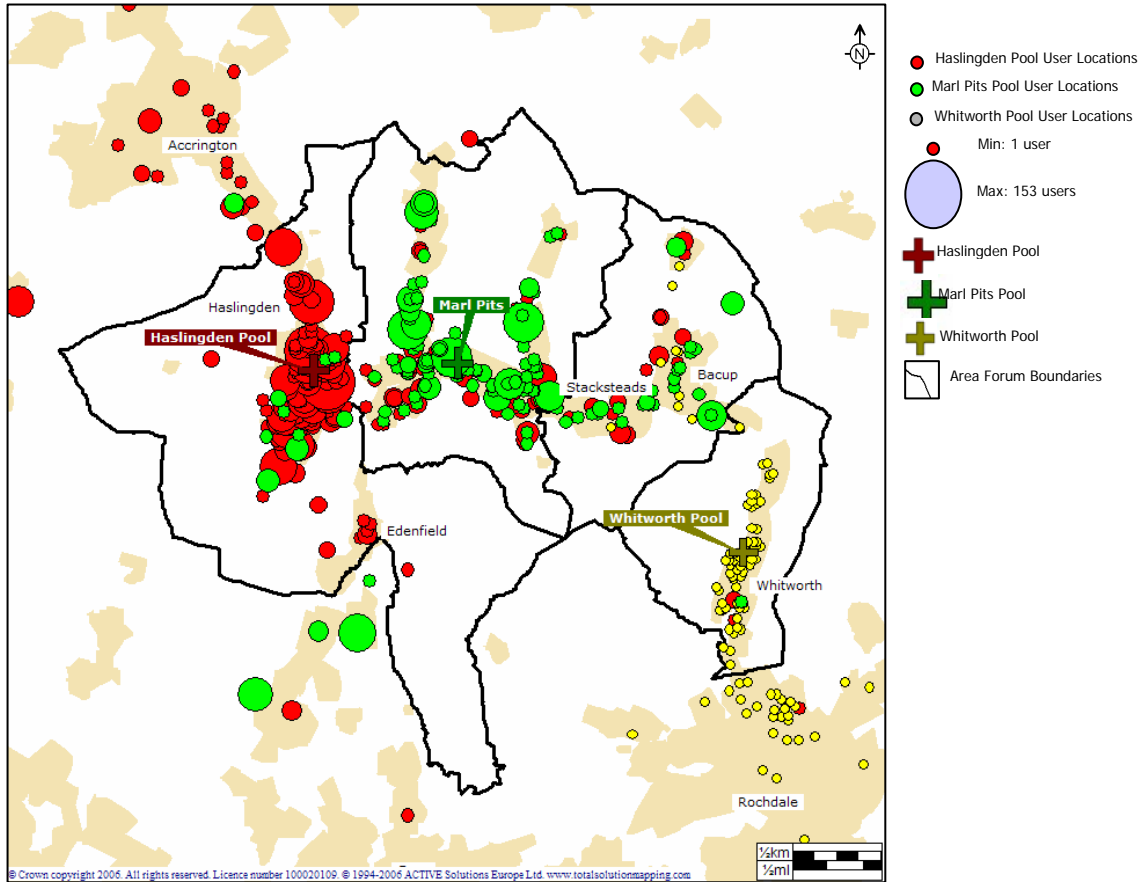 N
Accrington
Haslingden
Haslingden Pool
Marl Pits
Stacksteads
Bacup
Edenfield
Whitworth Pool
Whitworth
Rochdale
½km
½ml
© Crown copyright 2006. All rights reserved. Licence number 100020109. © 1994-2006 ACTIVE Solutions Europe Ltd. www.totalsolutionmapping.com
Haslingden Pool User Locations
Marl Pits Pool User Locations
Whitworth Pool User Locations
Min: 1 user
Max: 153 users
Haslingden Pool
Marl Pits Pool
Whitworth Pool
Area Forum Boundaries